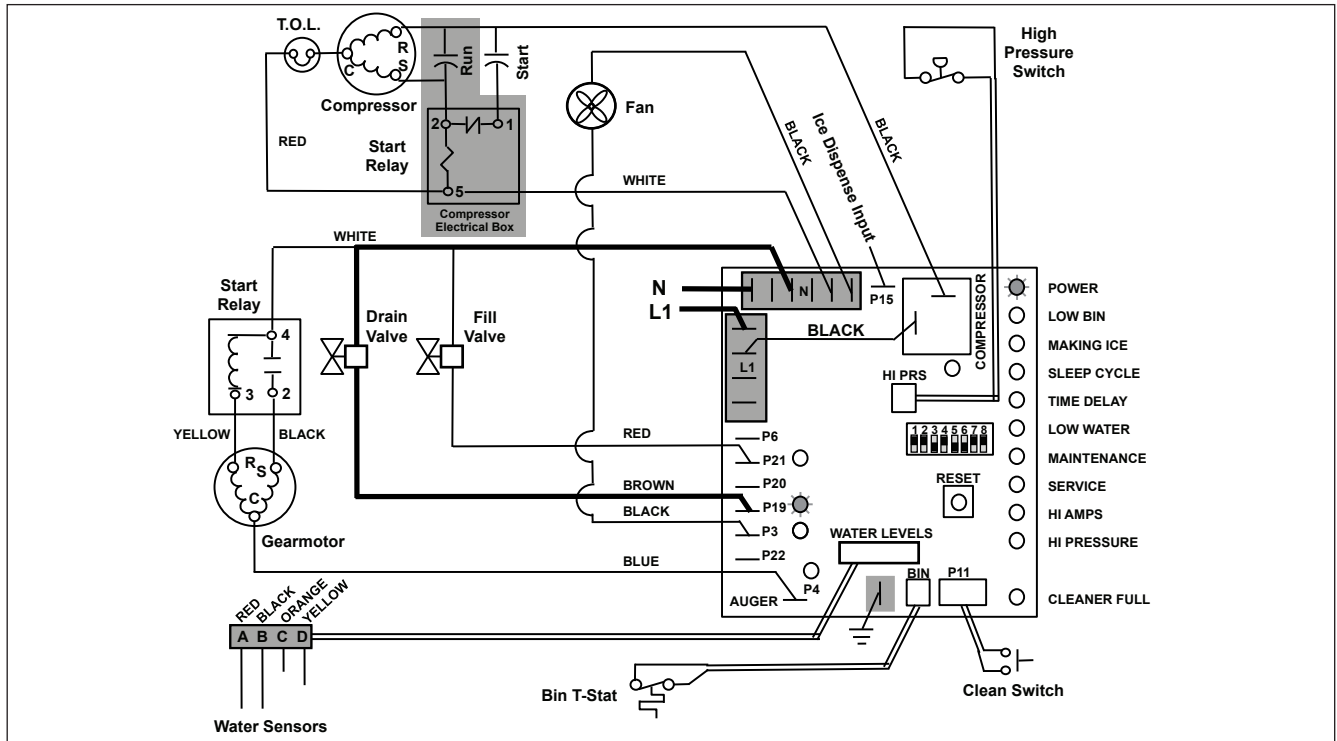 T.O.L.
R
S
C
Compressor
Run
Start
High
Pressure
Switch
Fan
RED
2
1
Start
Relay
5
Compressor
Electrical Box
WHITE
BLACK
Ice Dispense Input
BLACK
WHITE
Start
Relay
4
3
2
Drain
Valve
Fill
Valve
N
L1
N
L1
P15
BLACK
COMPRESSOR
HI PRS
1 2 3 4 5 6 7 8
RESET
POWER
LOW BIN
MAKING ICE
SLEEP CYCLE
TIME DELAY
LOW WATER
MAINTENANCE
SERVICE
HI AMPS
HI PRESSURE
CLEANER FULL
YELLOW
BLACK
R
S
C
Gearmotor
RED
BROWN
BLACK
BLUE
P6
P21
P20
P19
P3
P22
P4
AUGER
WATER LEVELS
BIN
P11
RED
BLACK
ORANGE
YELLOW
A B C D
Water Sensors
Bin T-Stat
Clean Switch